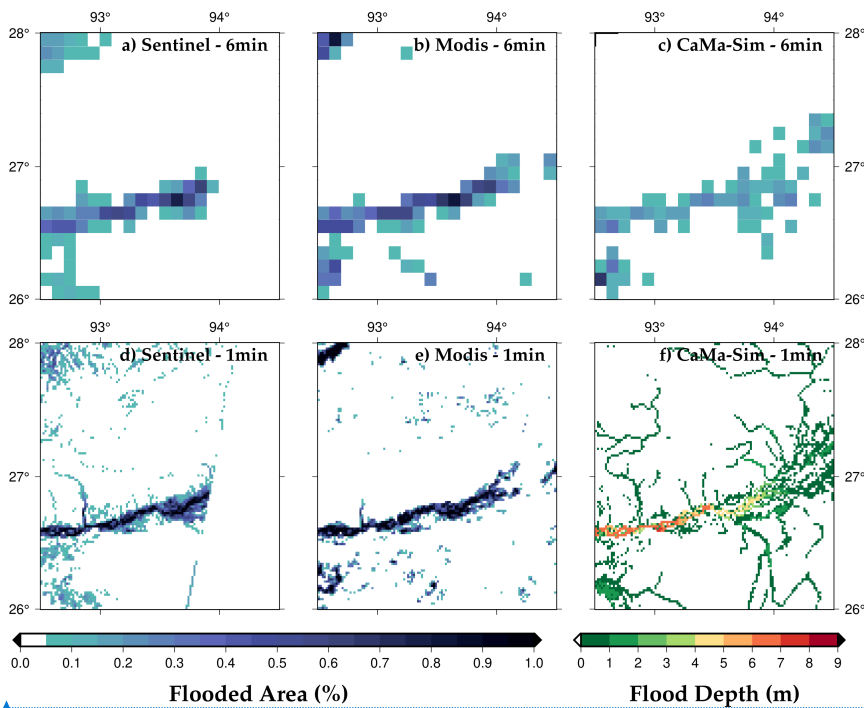 93° 94° 93° 94° 93° 94°
28° a) Sentinel - 6min b) Modis - 6min c) CaMa-Sim - 6min 28°
27° 27°
26° 26°
93° 94° 93° 94° 93° 94°
28° d) Sentinel - 1min e) Modis - 1min f) CaMa-Sim - 1min 28°
27° 27°
26° 26°
0.0 0.1 0.2 0.3 0.4 0.5 0.6 0.7 0.8 0.9 1.0 0 1 2 3 4 5 6 7 8 9
Flooded Area (%) Flood Depth (m)